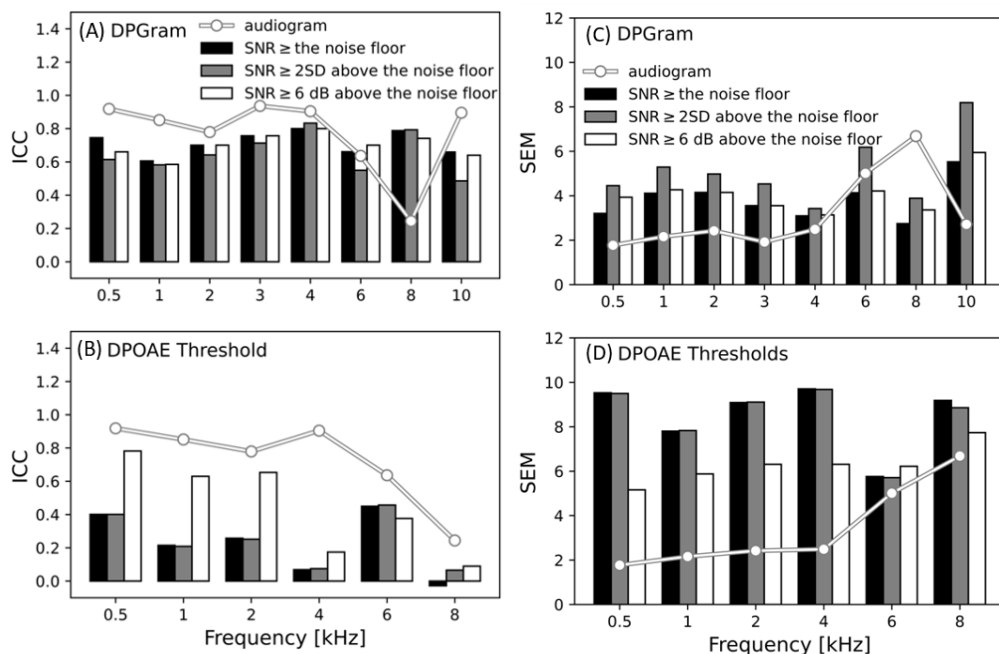 (A) DPGram
audiogram
SNR ≥ the noise floor
SNR ≥ 2SD above the noise floor
SNR ≥ 6 dB above the noise floor
ICC
1.4
1.2
1.0
0.8
0.6
0.4
0.2
0.0
0.5 1 2 3 4 6 8 10
(C) DPGram
audiogram
SNR ≥ the noise floor
SNR ≥ 2SD above the noise floor
SNR ≥ 6 dB above the noise floor
SEM
12
10
8
6
4
2
0
0.5 1 2 3 4 6 8 10
(B) DPOAE Threshold
ICC
1.4
1.2
1.0
0.8
0.6
0.4
0.2
0.0
0.5 1 2 4 6 8
Frequency [kHz]
(D) DPOAE Thresholds
SEM
12
10
8
6
4
2
0
0.5 1 2 4 6 8
Frequency [kHz]